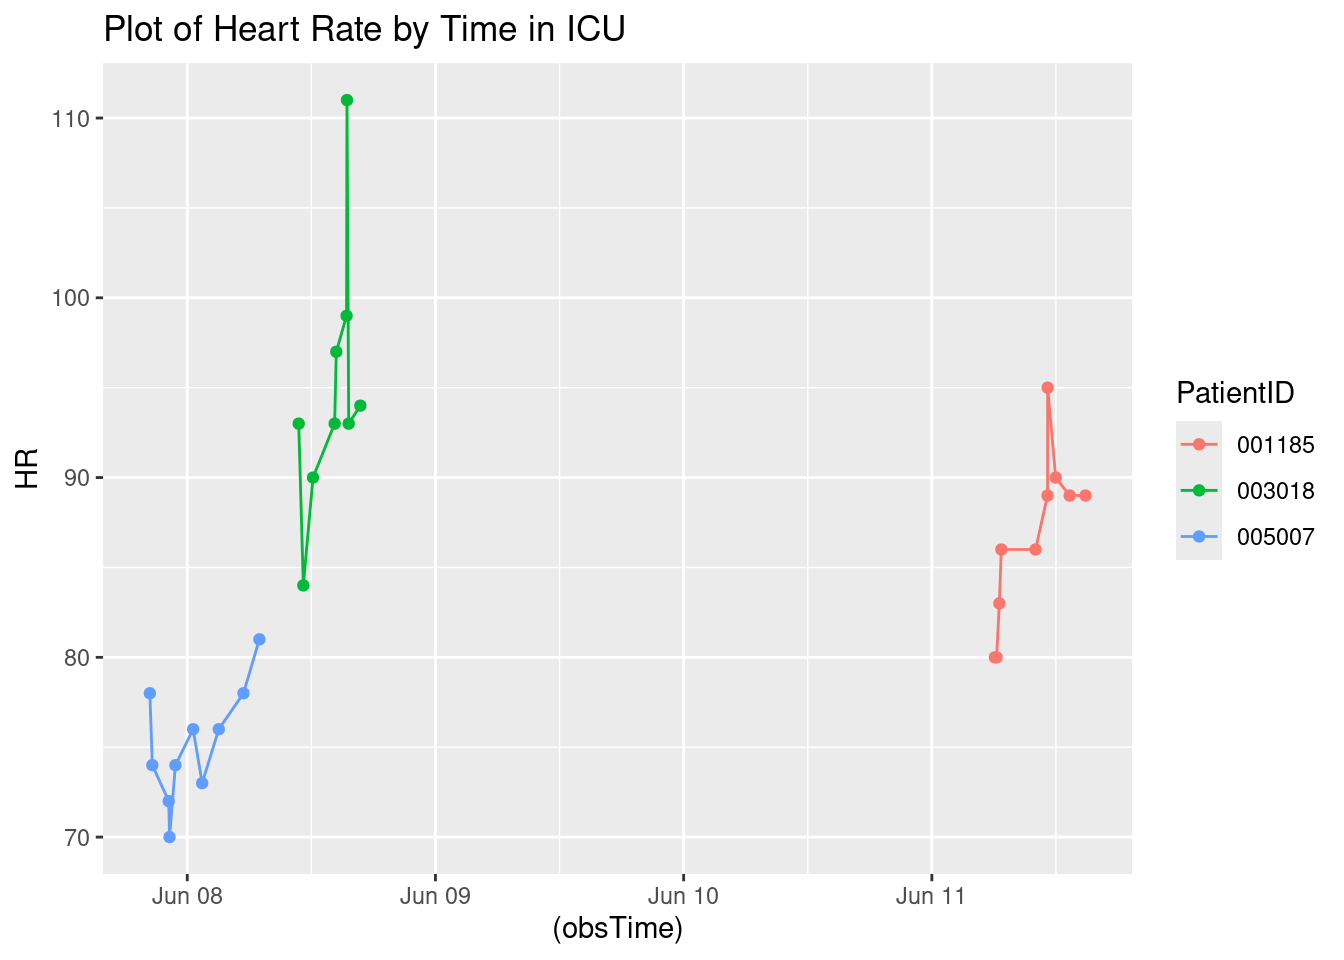 Plot of Heart Rate by Time in ICU
110
100
90
80
70
HR
Jun 08
Jun 09
Jun 10
Jun 11
(obsTime)
PatientID
001185
003018
005007